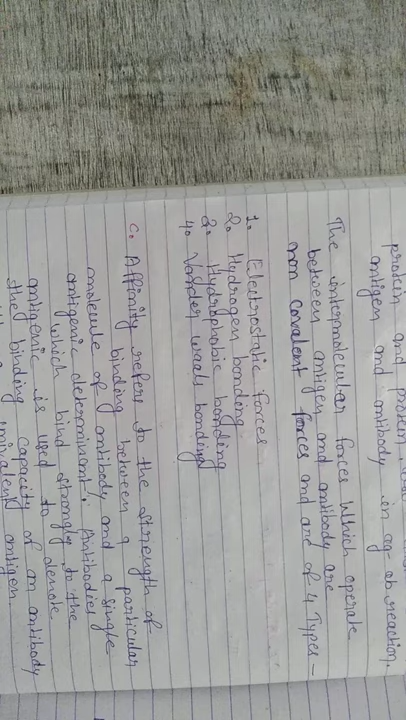 protein and protein
antigen and antibody in ag-ab reaction.
The intermolecular forces which operate
between antigen and antibody are
non covalent forces and are of 4 Types-
1. Electrostatic forces
2. Hydrogen bonding
3. Hydrophobic bonding
4. Vander waals bonding
C. Affinity refers to the strength of
binding between a particular
molecule of antibody and a single
antigenic determinant. Antibodies
which bind strongly to the
antigenic is used to denote
the binding capacity of an antibody
antigen.